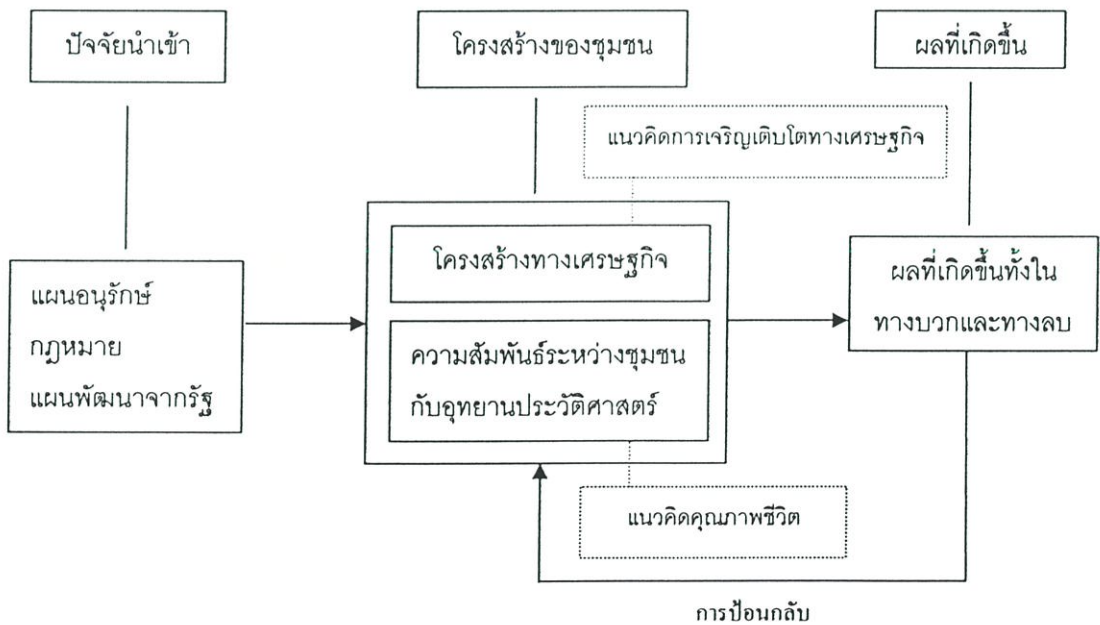 ปัจจัยนำเข้า
โครงสร้างของชุมชน
ผลที่เกิดขึ้น
แนวคิดการเจริญเติบโตทางเศรษฐกิจ
โครงสร้างทางเศรษฐกิจ
แผนอนุรักษ์
กฎหมาย
แผนพัฒนาจากรัฐ
ความสัมพันธ์ระหว่างชุมชน
กับอุทยานประวัติศาสตร์
ผลที่เกิดขึ้นทั้งใน
ทางบวกและทางลบ
แนวคิดคุณภาพชีวิต
การป้อนกลับ